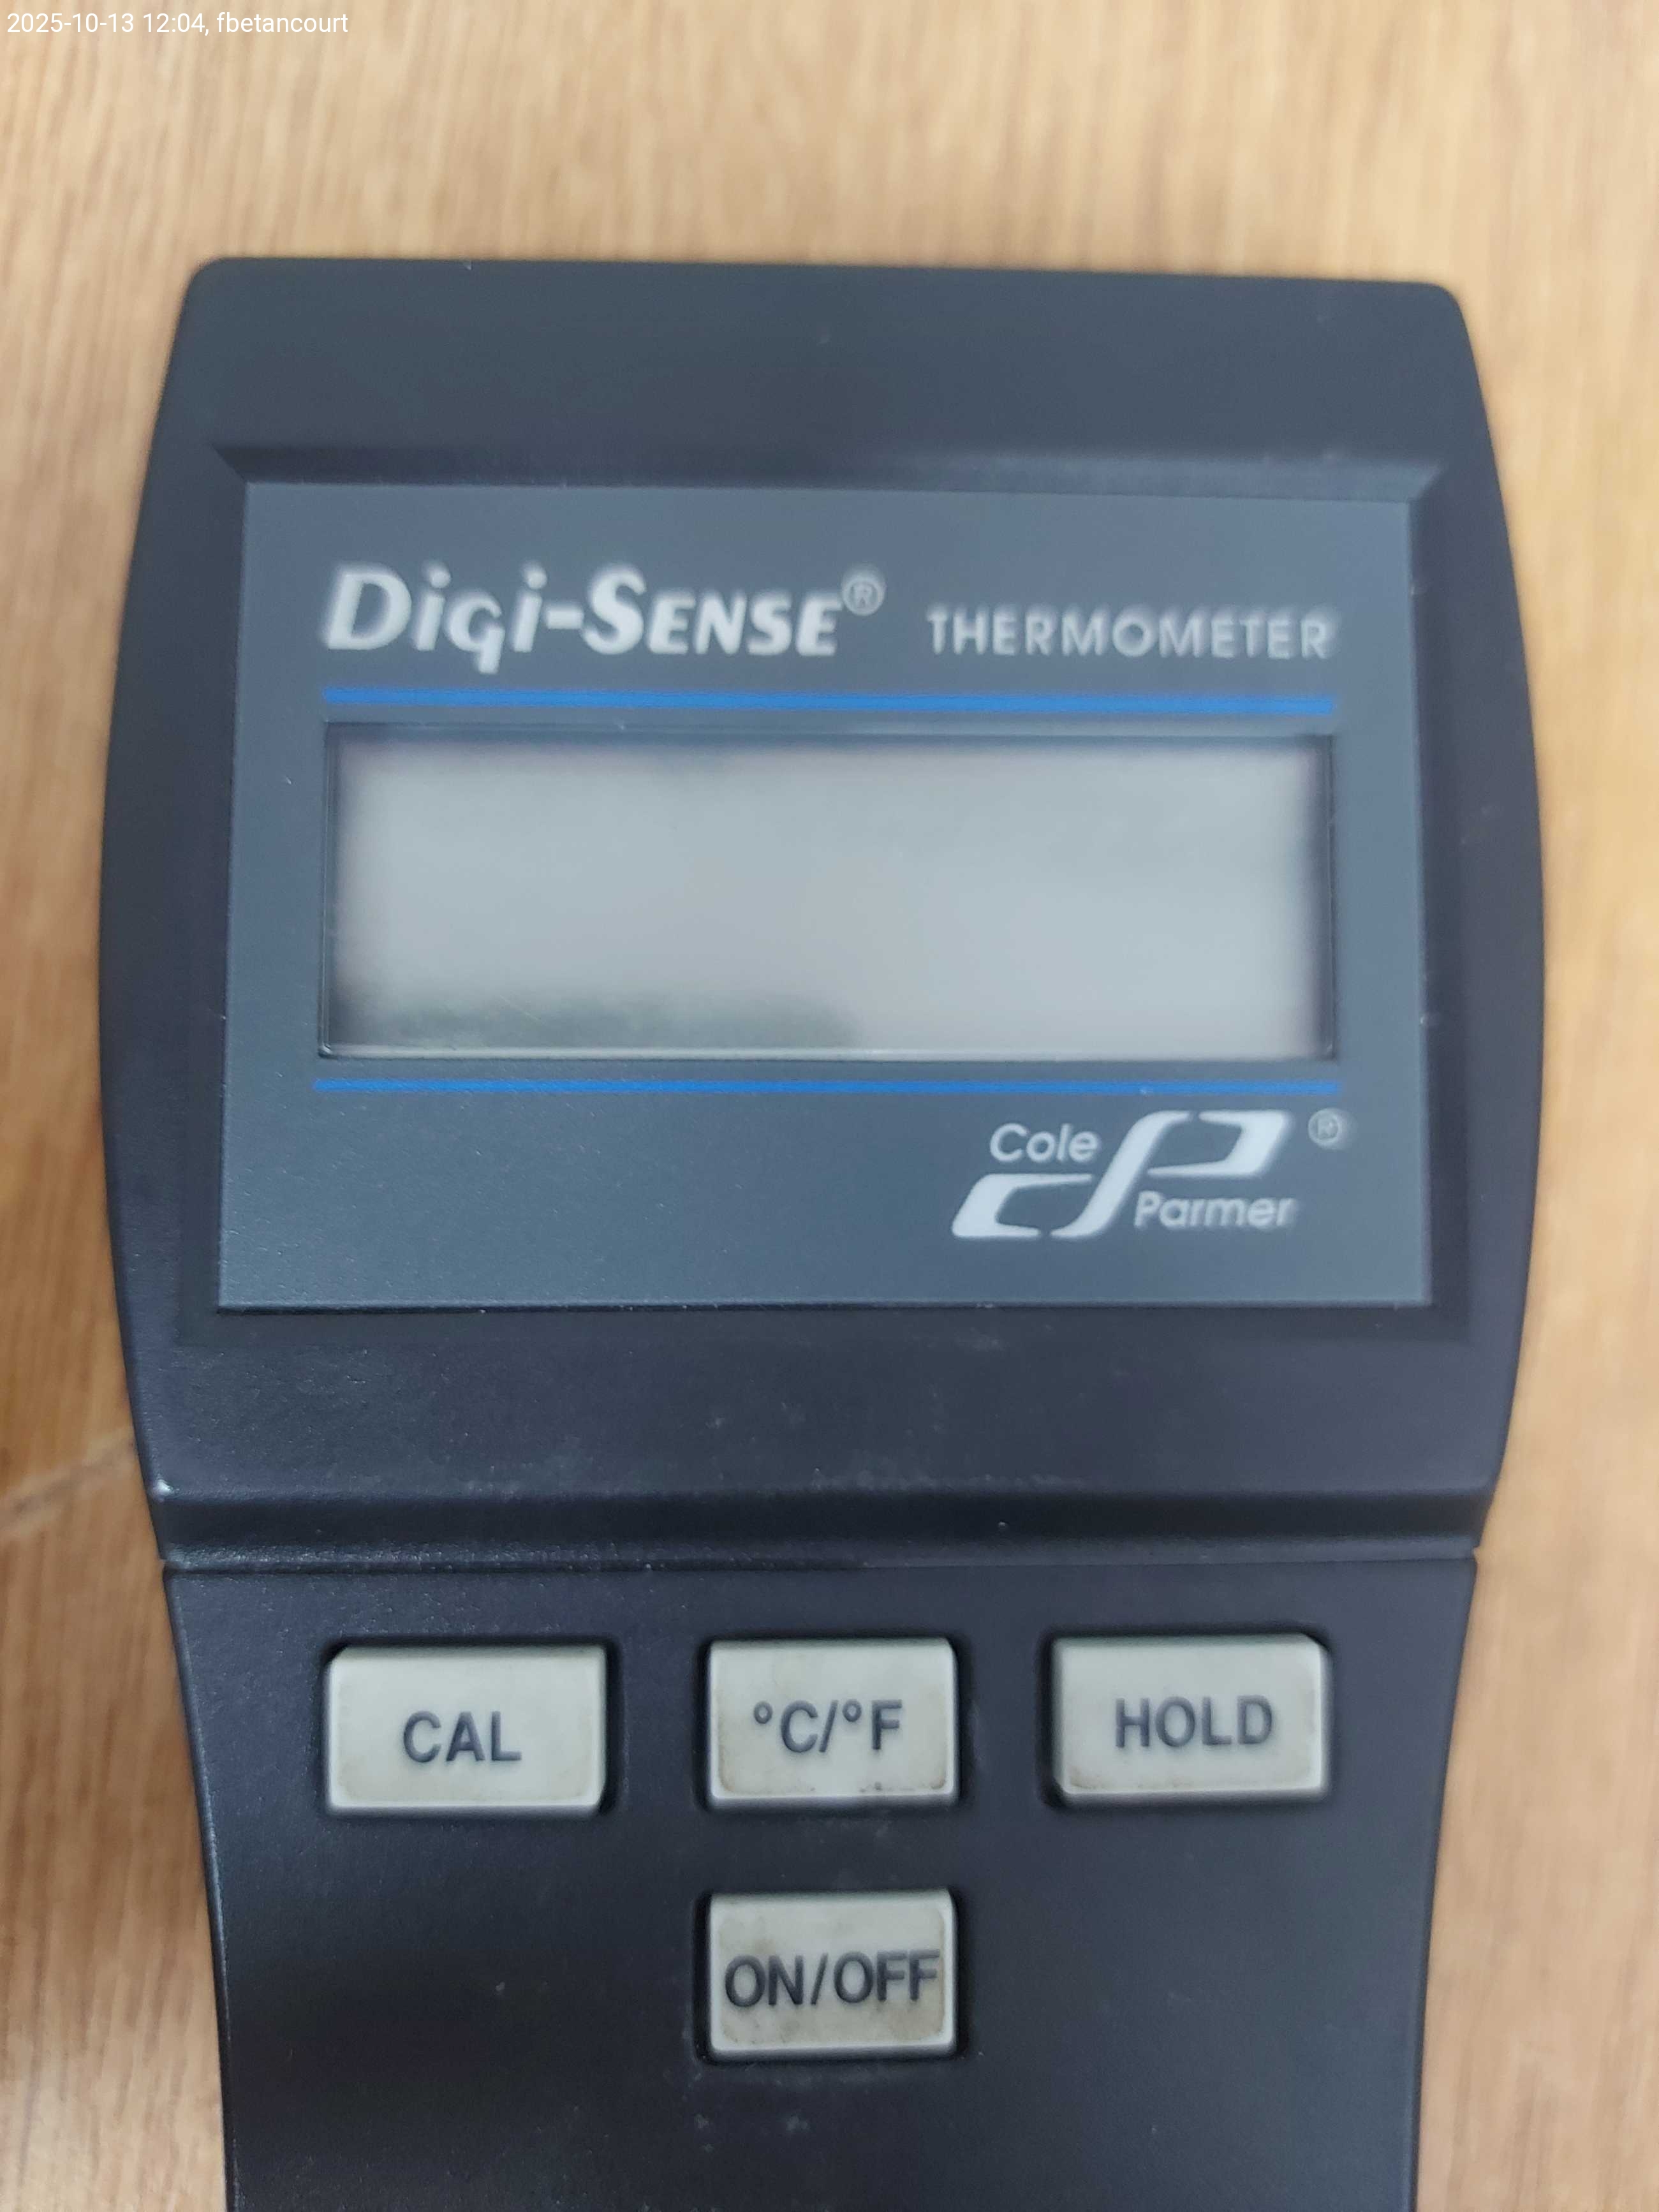 2025-10-13 12:04, fbetancourt
Digi-SENSE® THERMOMETER
Cole ®
Parmer
CAL °C/°F HOLD
ON/OFF